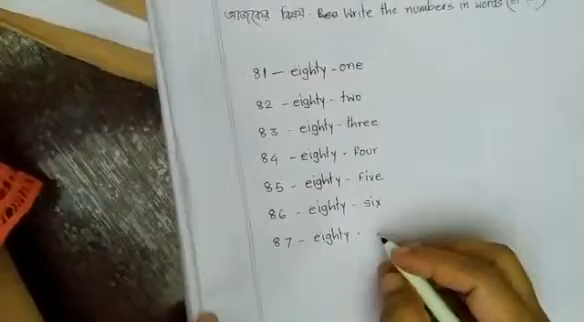 আজকের বিষয় - Write the numbers in words
81 - eighty-one
82 - eighty-two
83 - eighty-three
84 - eighty-four
85 - eighty-five
86 - eighty-six
87 - eighty-